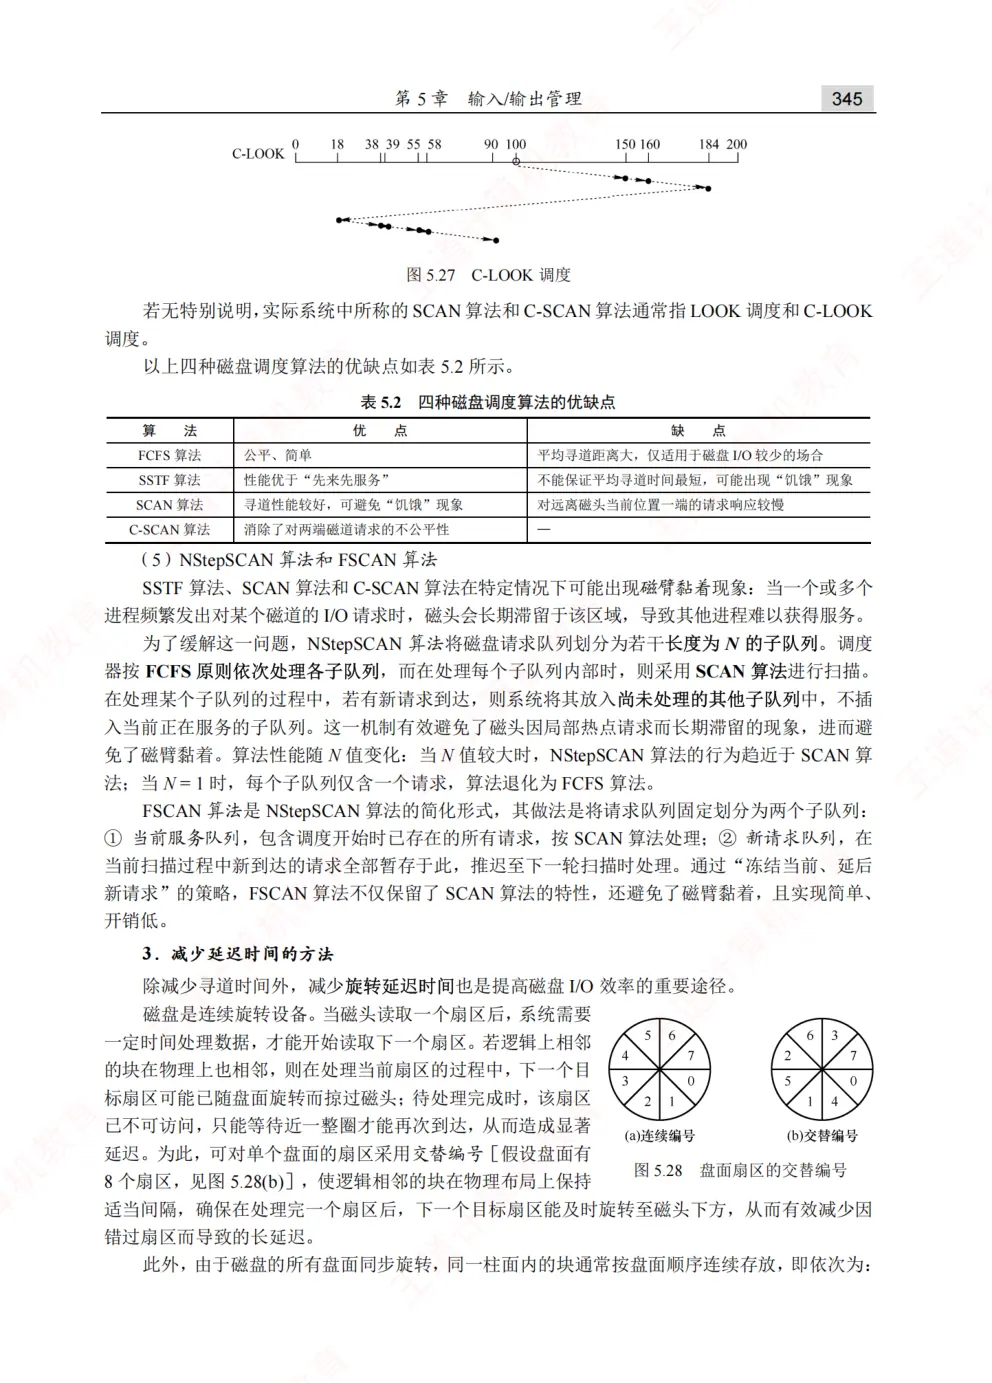 第 5 章 输入/输出管理 345
C-LOOK 0 18 38 39 55 58 90 100 150 160 184 200
图 5.27 C-LOOK 调度
若无特别说明，实际系统中所称的 SCAN 算法和 C-SCAN 算法通常指 LOOK 调度和 C-LOOK
调度。
以上四种磁盘调度算法的优缺点如表 5.2 所示。
表 5.2 四种磁盘调度算法的优缺点
算 法 优 点 缺 点
FCFS 算法 公平、简单 平均寻道距离大，仅适用于磁盘 I/O 较少的场合
SSTF 算法 性能优于“先来先服务” 不能保证平均寻道时间最短，可能出现“饥饿”现象
SCAN 算法 寻道性能较好，可避免“饥饿”现象 对远离磁头当前位置一端的请求响应较慢
C-SCAN 算法 消除了对两端磁道请求的不公平性 —
（5）NStepSCAN 算法和 FSCAN 算法
SSTF 算法、SCAN 算法和 C-SCAN 算法在特定情况下可能出现磁臂黏着现象：当一个或多个
进程频繁发出对某个磁道的 I/O 请求时，磁头会长期滞留于该区域，导致其他进程难以获得服务。
为了缓解这一问题，NStepSCAN 算法将磁盘请求队列划分为若干长度为 N 的子队列。调度
器按 FCFS 原则依次处理各子队列，而在处理每个子队列内部时，则采用 SCAN 算法进行扫描。
在处理某个子队列的过程中，若有新请求到达，则系统将其放入尚未处理的其他子队列中，不插
入当前正在服务的子队列。这一机制有效避免了磁头因局部热点请求而长期滞留的现象，进而避
免了磁臂黏着。算法性能随 N 值变化：当 N 值较大时，NStepSCAN 算法的行为趋近于 SCAN 算
法；当 N = 1 时，每个子队列仅含一个请求，算法退化为 FCFS 算法。
FSCAN 算法是 NStepSCAN 算法的简化形式，其做法是将请求队列固定划分为两个子队列：
① 当前服务队列，包含调度开始时已存在的所有请求，按 SCAN 算法处理；② 新请求队列，在
当前扫描过程中新到达的请求全部暂存于此，推迟至下一轮扫描时处理。通过“冻结当前、延后
新请求”的策略，FSCAN 算法不仅保留了 SCAN 算法的特性，还避免了磁臂黏着，且实现简单、
开销低。
3．减少延迟时间的方法
除减少寻道时间外，减少旋转延迟时间也是提高磁盘 I/O 效率的重要途径。
磁盘是连续旋转设备。当磁头读取一个扇区后，系统需要
一定时间处理数据，才能开始读取下一个扇区。若逻辑上相邻
的块在物理上也相邻，则在处理当前扇区的过程中，下一个目
标扇区可能已随盘面旋转而掠过磁头；待处理完成时，该扇区
已不可访问，只能等待近一整圈才能再次到达，从而造成显著
延迟。为此，可对单个盘面的扇区采用交替编号［假设盘面有
8 个扇区，见图 5.28(b)］，使逻辑相邻的块在物理布局上保持
5 6
4 7
3 0
2 1
(a)连续编号
6 3
2 7
5 0
1 4
(b)交替编号
图 5.28 盘面扇区的交替编号
适当间隔，确保在处理完一个扇区后，下一个目标扇区能及时旋转至磁头下方，从而有效减少因
错过扇区而导致的长延迟。
此外，由于磁盘的所有盘面同步旋转，同一柱面内的块通常按盘面顺序连续存放，即依次为：